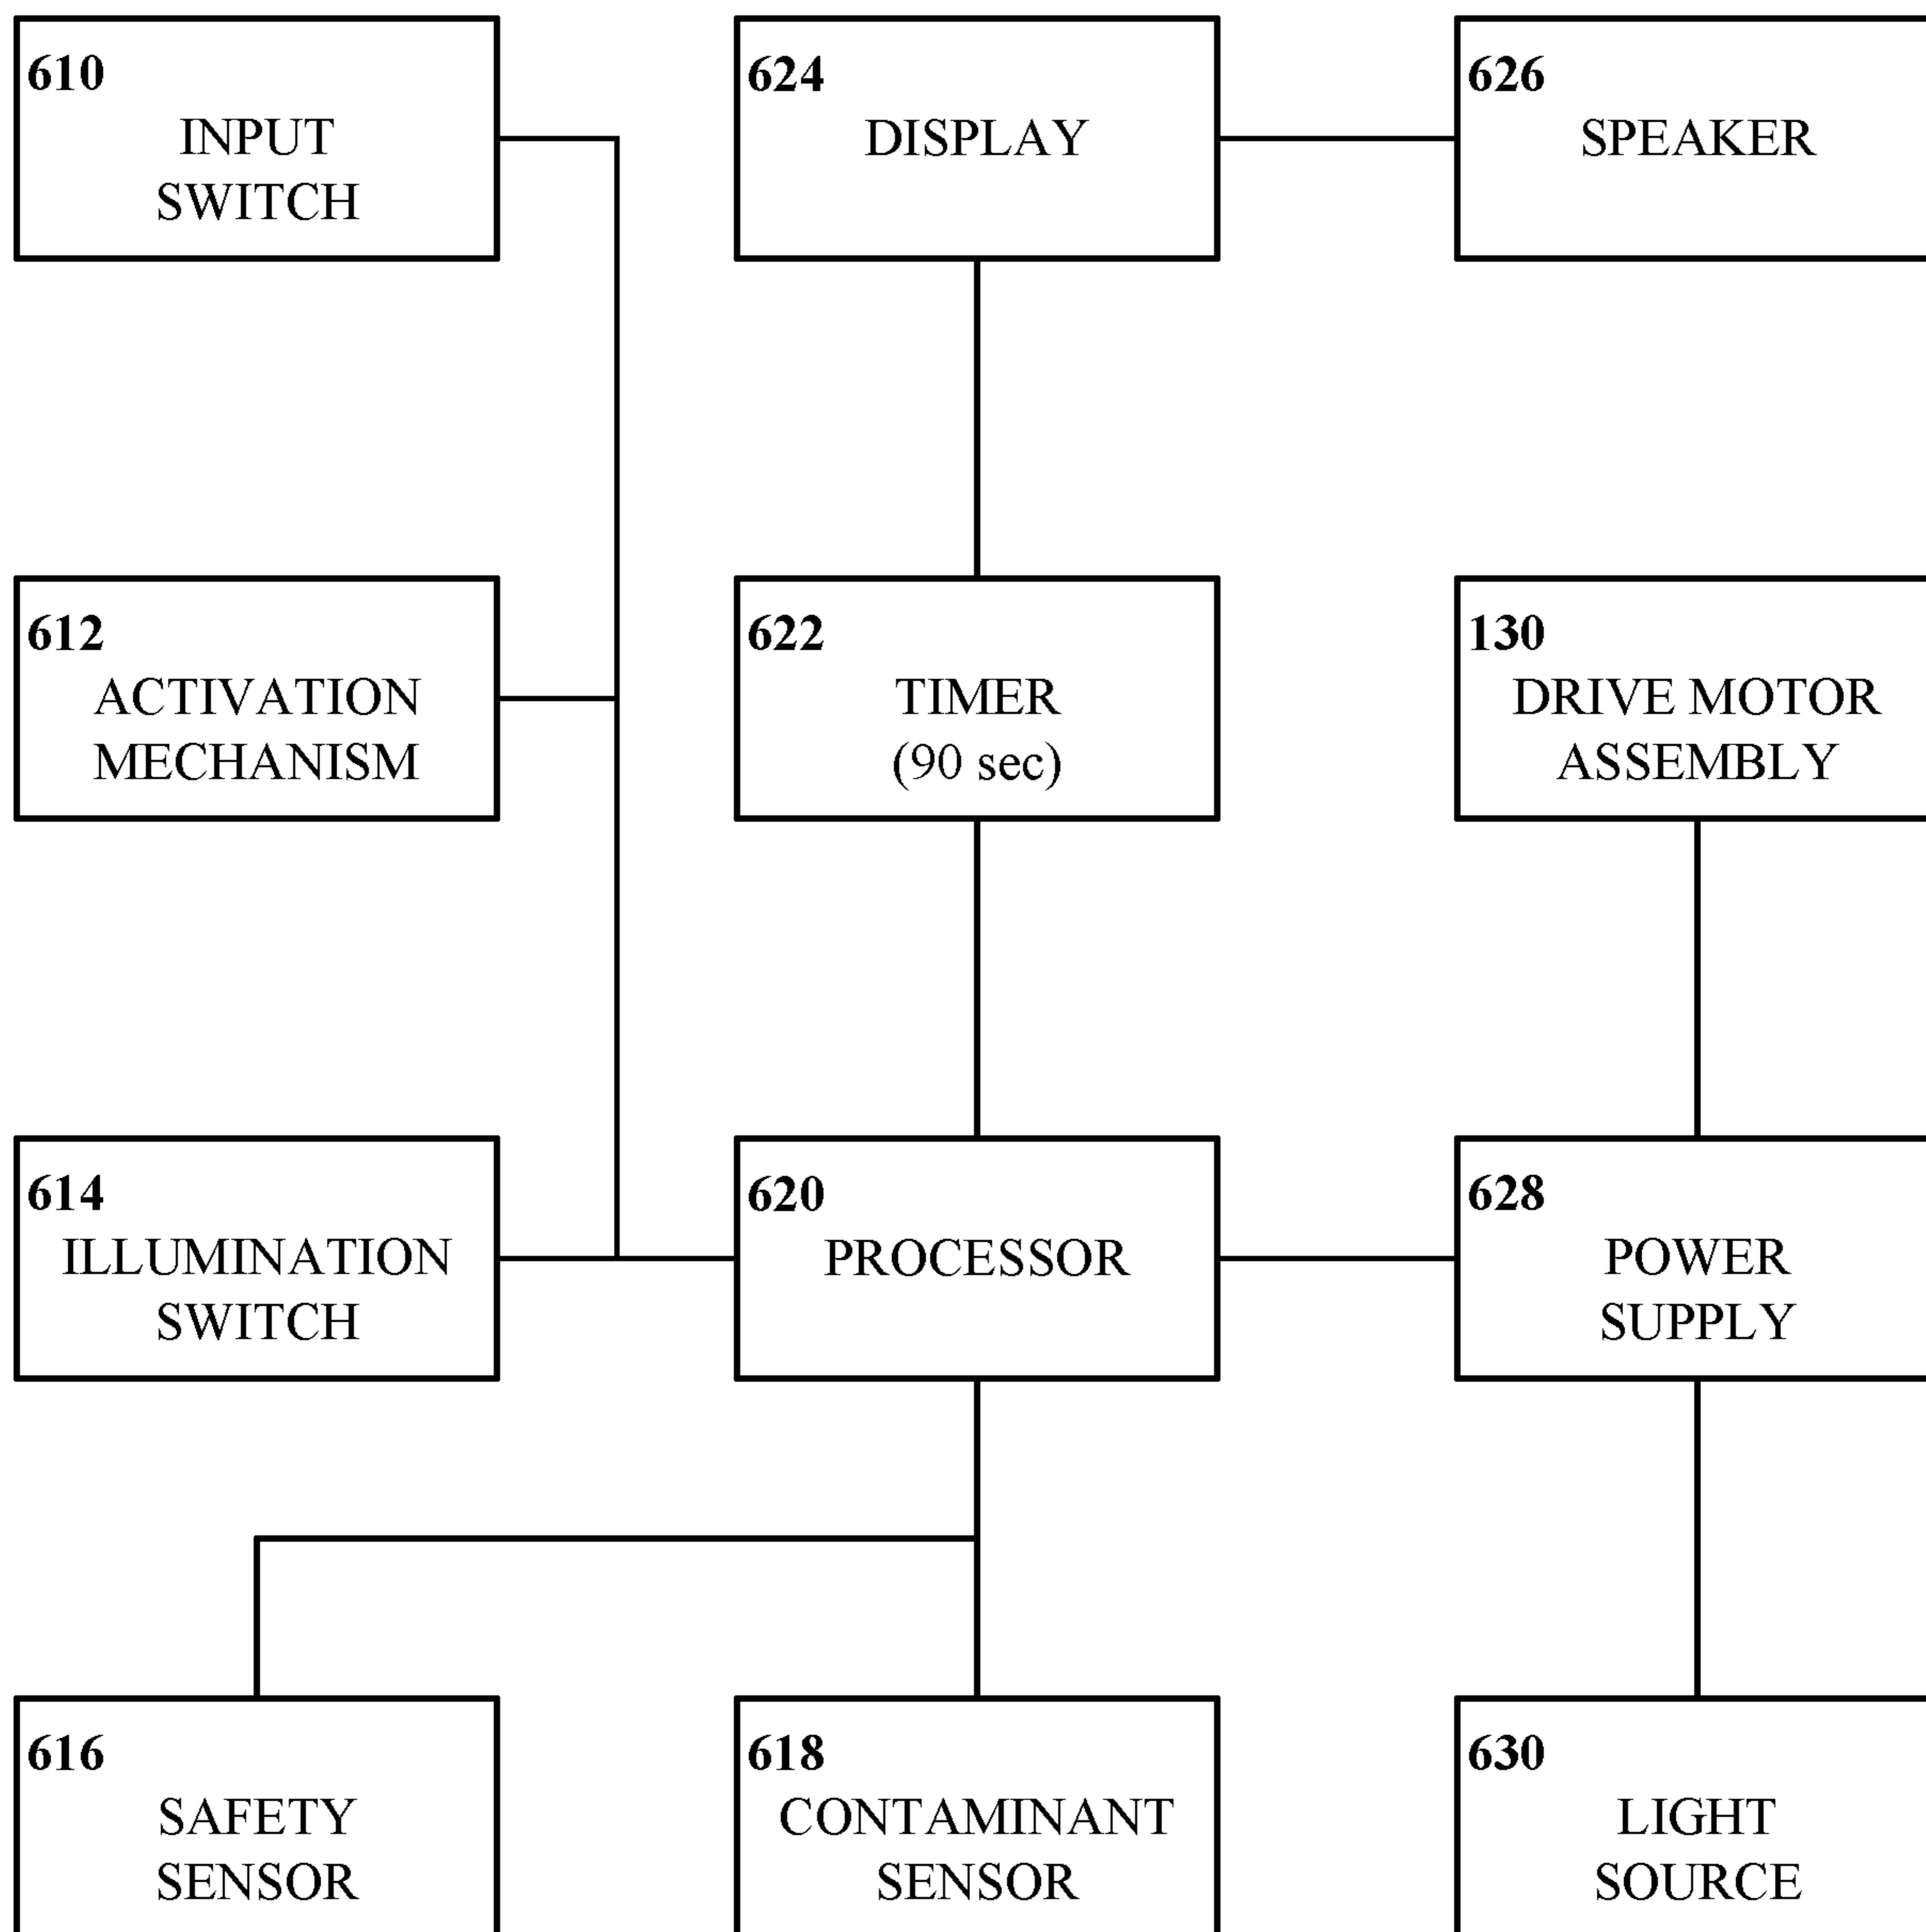 610
INPUT
SWITCH
624
DISPLAY
626
SPEAKER
612
ACTIVATION
MECHANISM
622
TIMER
(90 sec)
130
DRIVE MOTOR
ASSEMBLY
614
ILLUMINATION
SWITCH
620
PROCESSOR
628
POWER
SUPPLY
616
SAFETY
SENSOR
618
CONTAMINANT
SENSOR
630
LIGHT
SOURCE